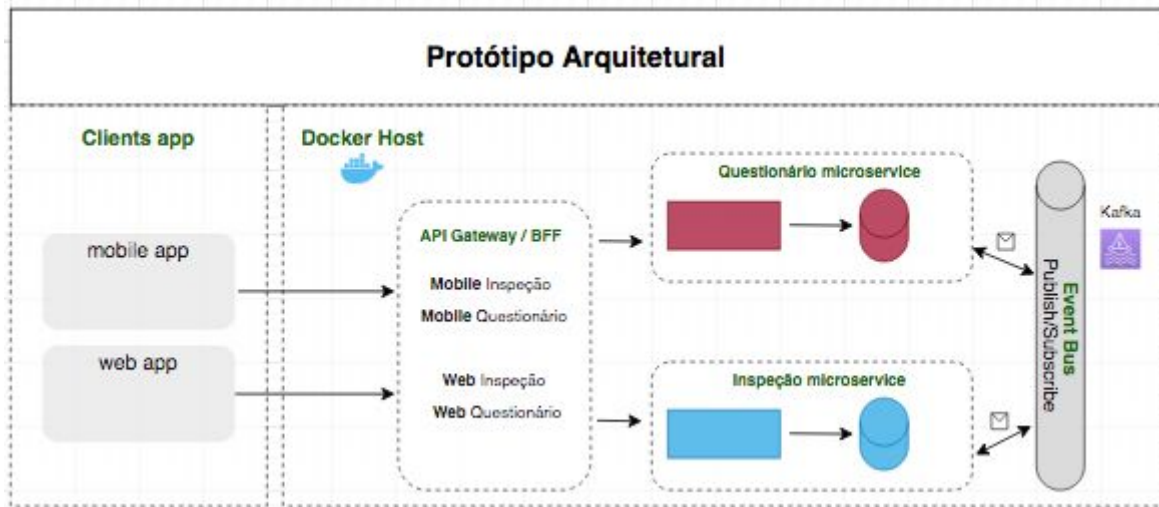 Protótipo Arquitetural
Clients app
mobile app
web app
Docker Host
API Gateway / BFF
Mobile Inspeção
Mobile Questionário
Web Inspeção
Web Questionário
Questionário microservice
Inspeção microservice
Event Bus
Publish/Subscribe
Kafka